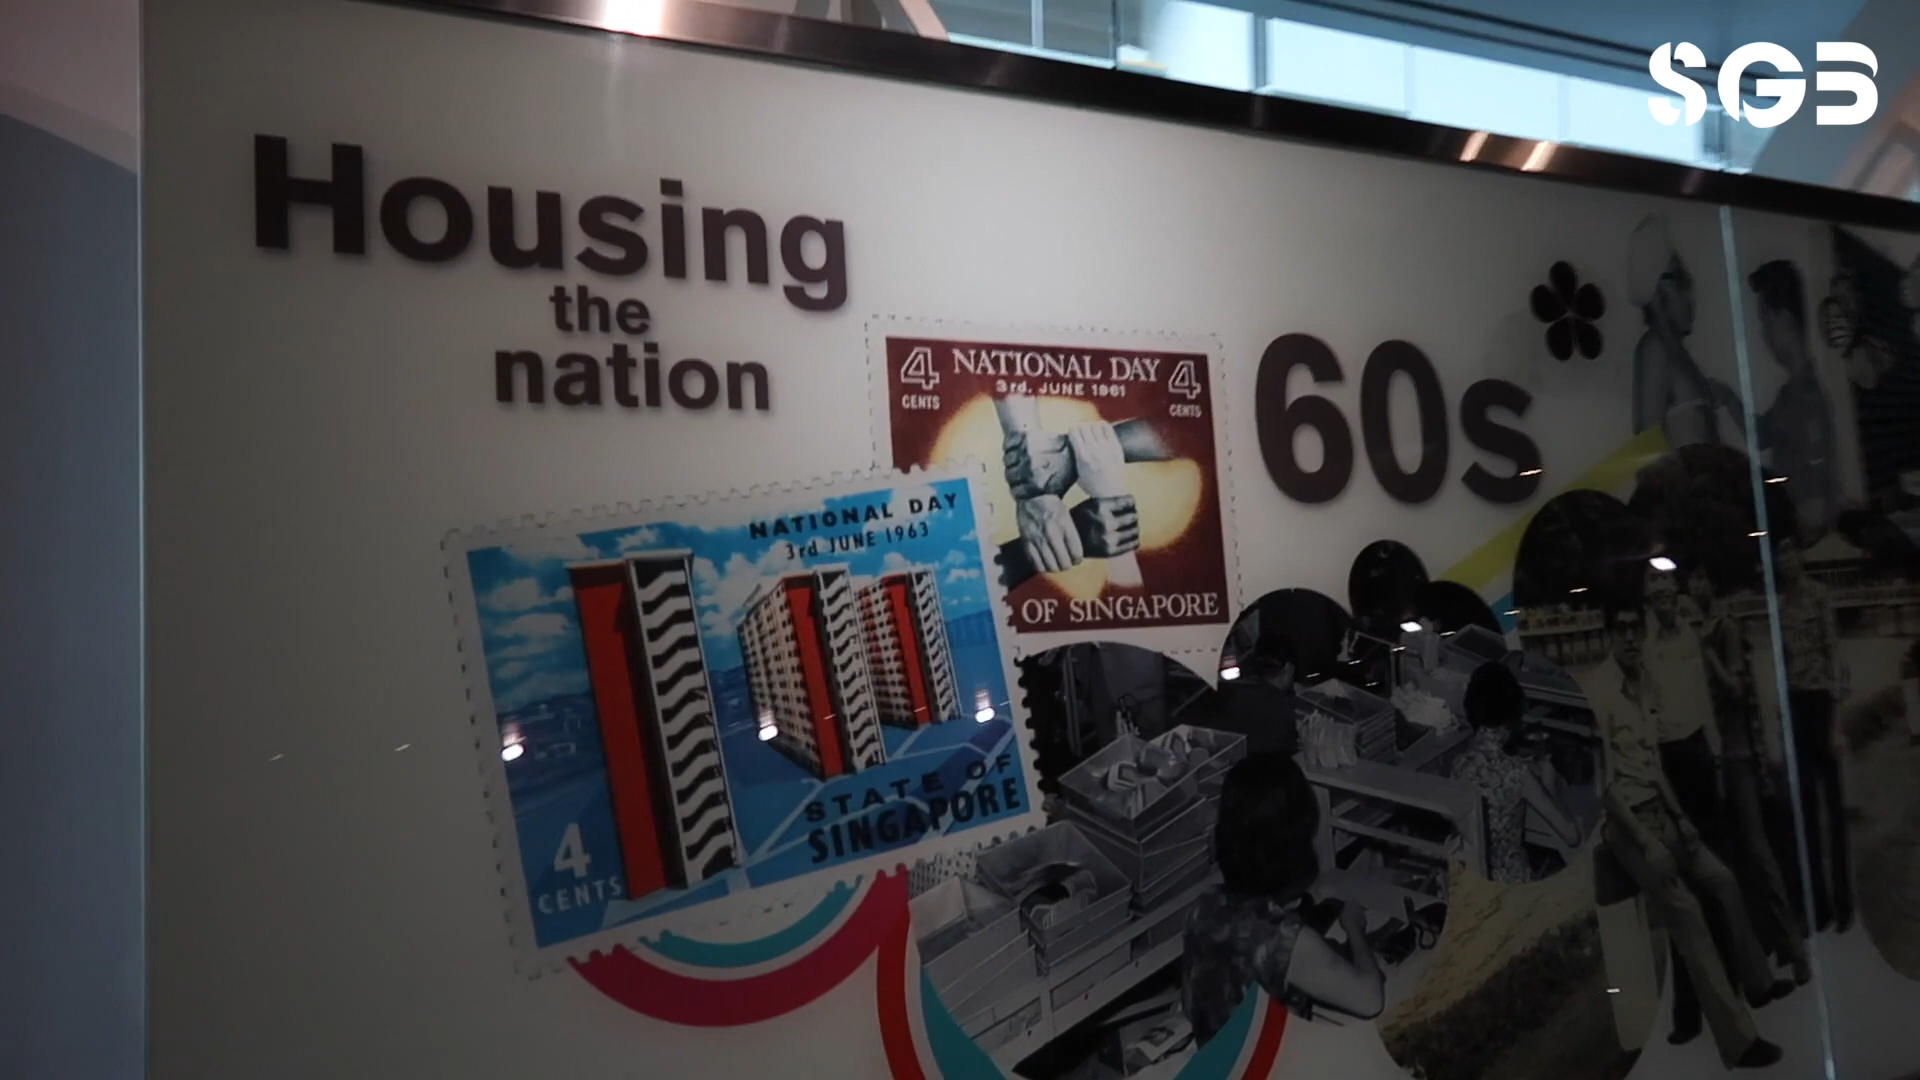 SGB
Housing
the
nation
60s
4 NATIONAL DAY 4
CENTS 3rd. JUNE 1961 CENTS
OF SINGAPORE
NATIONAL DAY
3rd JUNE 1963
STATE OF
SINGAPORE
4
CENTS